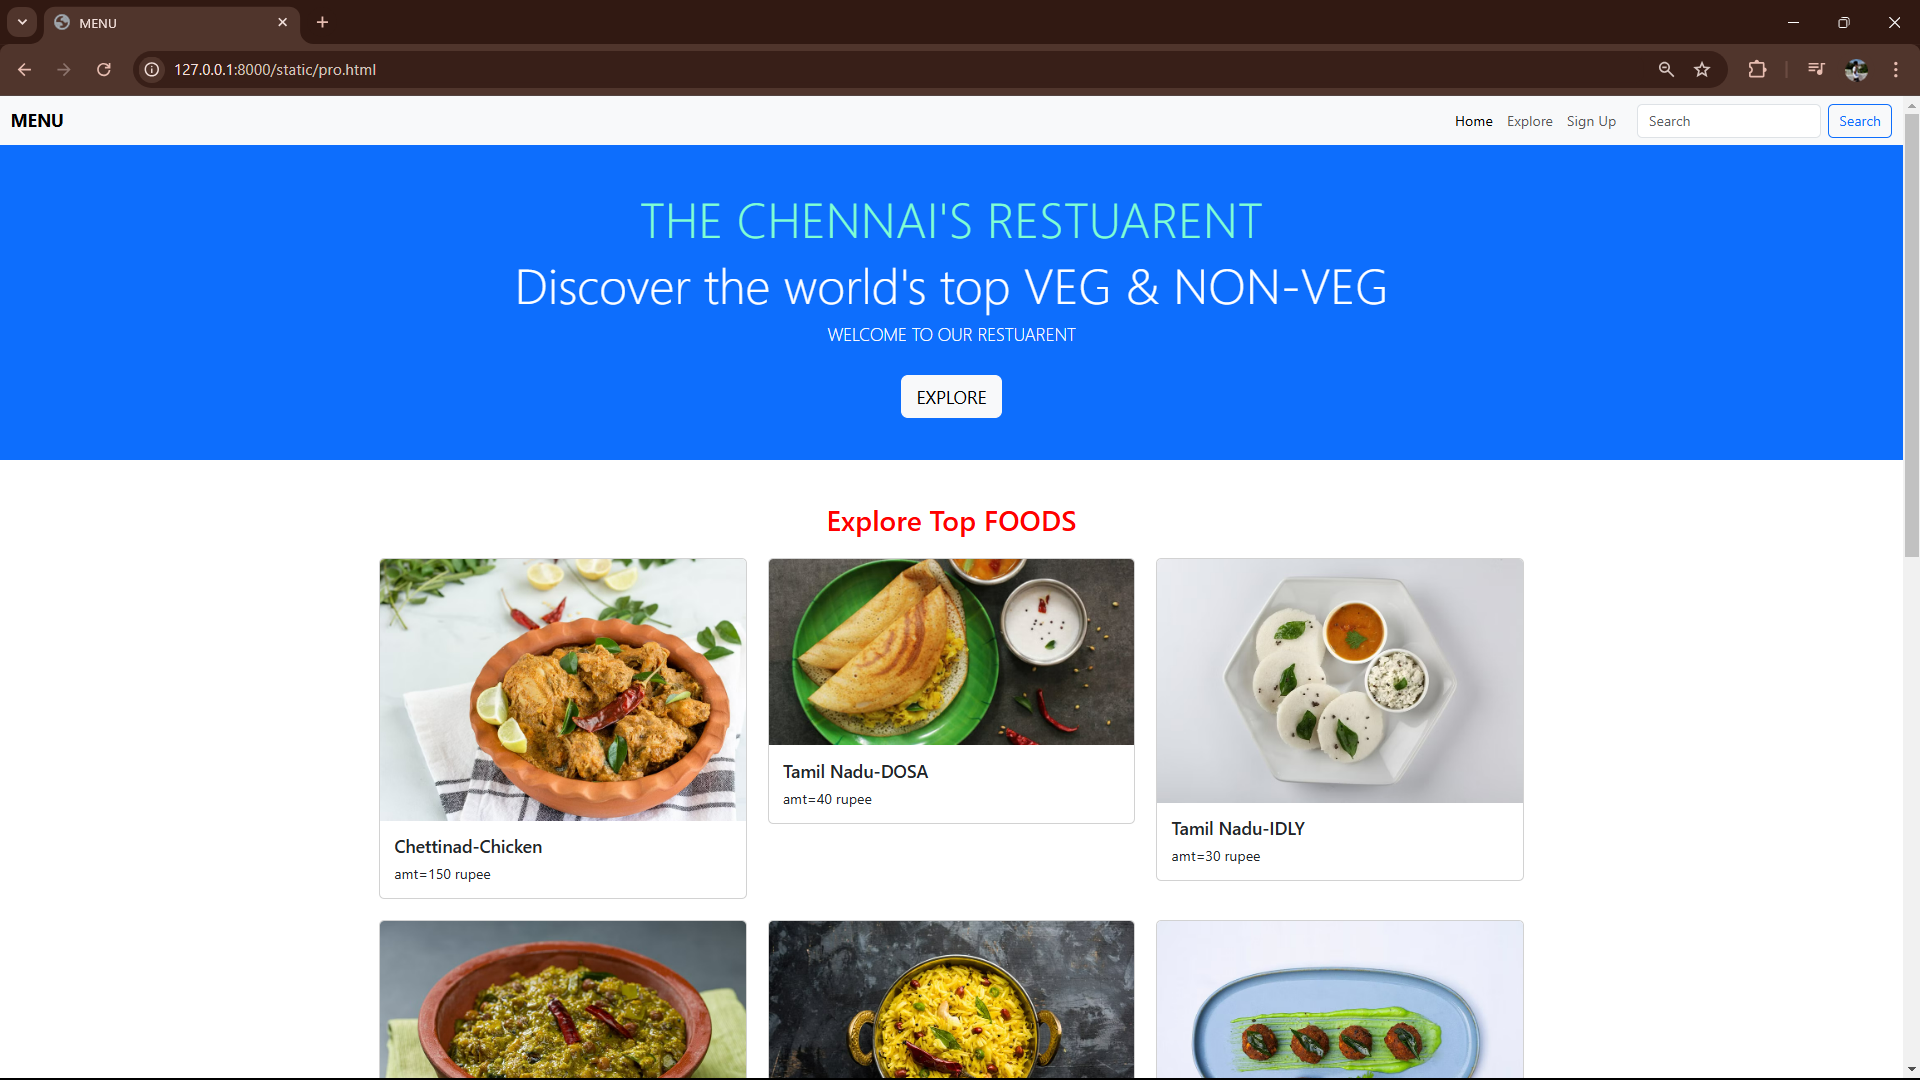 MENU
127.0.0.1:8000/static/pro.html
MENU
Home Explore Sign Up Search Search
THE CHENNAI'S RESTUARENT
Discover the world's top VEG & NON-VEG
WELCOME TO OUR RESTUARENT
EXPLORE
Explore Top FOODS
Chettinad-Chicken
amt=150 rupee
Tamil Nadu-DOSA
amt=40 rupee
Tamil Nadu-IDLY
amt=30 rupee